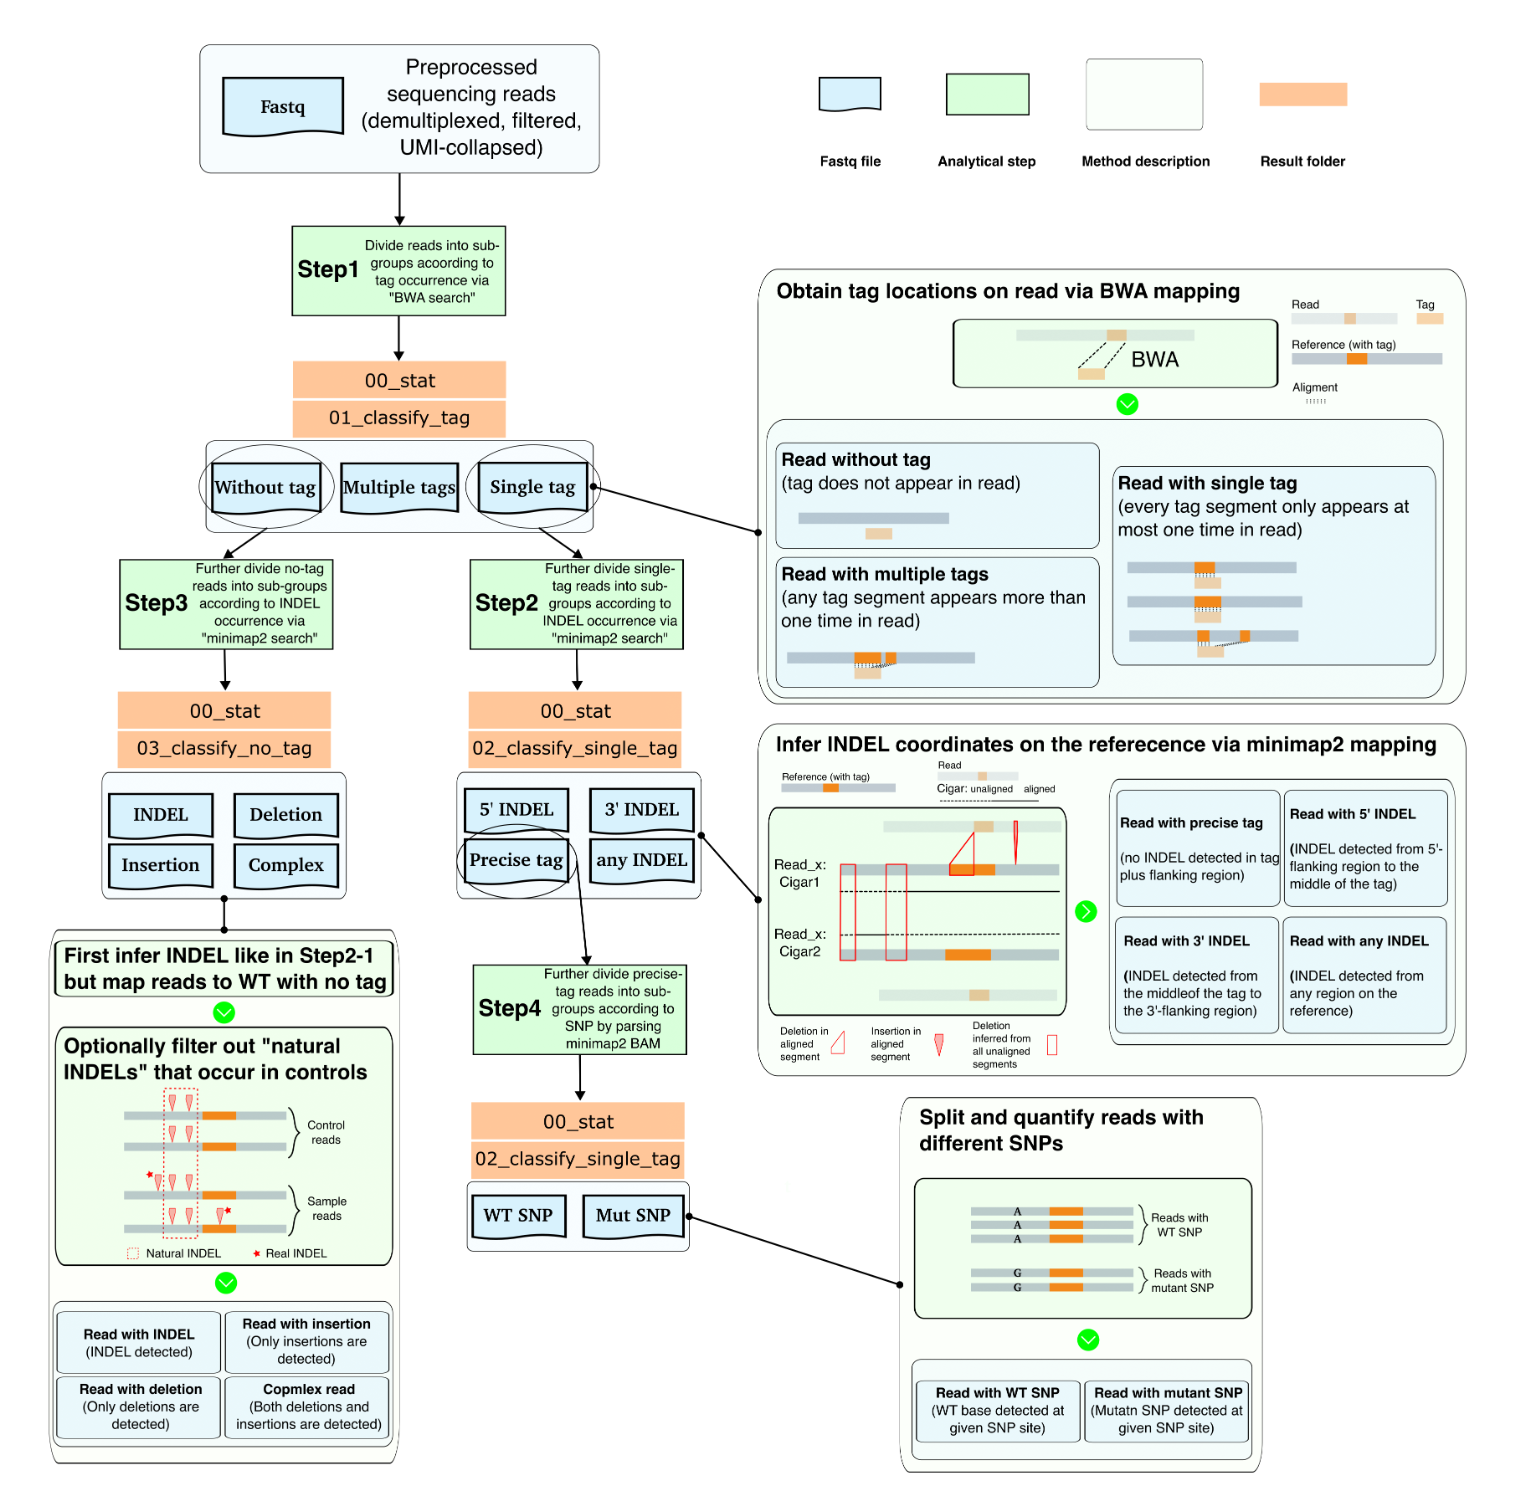 Fastq
Preprocessed
sequencing reads
(demultiplexed, filtered,
UMI-collapsed)
Fastq file
Analytical step
Method description
Result folder
Step1
Divide reads into sub-
groups acoording to
tag occurrence via
"BWA search"
00_stat
01_classify_tag
Without tag
Multiple tags
Single tag
Obtain tag locations on read via BWA mapping
Read
Tag
Reference (with tag)
Aligment
BWA
Read without tag
(tag does not appear in read)
Read with multiple tags
(any tag segment appears more than
one time in read)
Read with single tag
(every tag segment only appears at
most one time in read)
Step3
Further divide no-tag
reads into sub-groups
according to INDEL
occurrence via
"minimap2 search"
Step2
Further divide single-
tag reads into sub-
groups according to
INDEL occurrence via
"minimap2 search"
00_stat
03_classify_no_tag
00_stat
02_classify_single_tag
INDEL
Deletion
Insertion
Complex
5' INDEL
3' INDEL
Precise tag
any INDEL
Infer INDEL coordinates on the referecence via minimap2 mapping
Reference (with tag)
Read
Cigar: unaligned aligned
Read_x:
Cigar1
Read_x:
Cigar2
Deletion in
aligned
segment
Insertion in
aligned
segment
Deletion
inferred from
all unaligned
segments
Read with precise tag
(no INDEL detected in tag
plus flanking region)
Read with 5' INDEL
(INDEL detected from 5'-
flanking region to the
middle of the tag)
Read with 3' INDEL
(INDEL detected from
the middleof the tag to
the 3'-flanking region)
Read with any INDEL
(INDEL detected from
any region on the
reference)
First infer INDEL like in Step2-1
but map reads to WT with no tag
Optionally filter out "natural
INDELs" that occur in controls
Control
reads
Sample
reads
Natural INDEL
Real INDEL
Read with INDEL
(INDEL detected)
Read with insertion
(Only insertions are
detected)
Read with deletion
(Only deletions are
detected)
Copmlex read
(Both deletions and
insertions are detected)
Step4
Further divide precise-
tag reads into sub-
groups according to
SNP by parsing
minimap2 BAM
00_stat
02_classify_single_tag
WT SNP
Mut SNP
Split and quantify reads with
different SNPs
A
A
A
Reads with
WT SNP
G
G
Reads with
mutant SNP
Read with WT SNP
(WT base detected at
given SNP site)
Read with mutant SNP
(Mutatn SNP detected at
given SNP site)